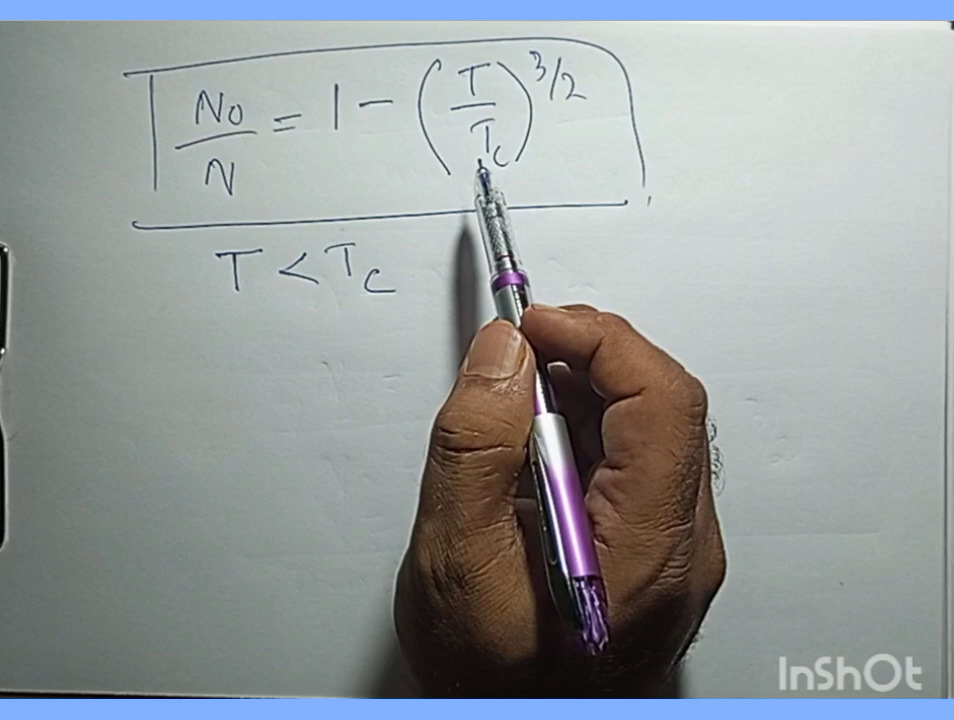 N0/N = 1 - (T/Tc)^3/2
T < Tc
InShOt